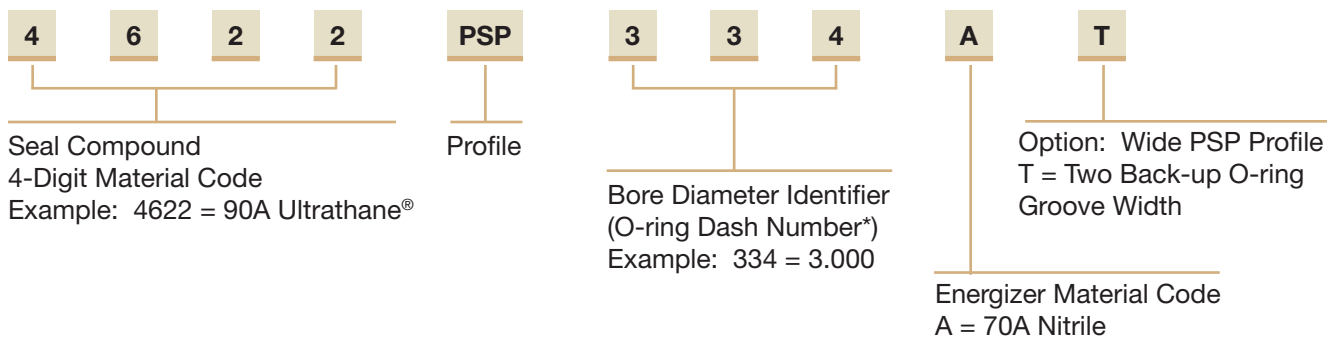 4 6 2 2 PSP 3 3 4 A T
Seal Compound
4-Digit Material Code
Example: 4622 = 90A Ultrathane®
Profile
Bore Diameter Identifier
(O-ring Dash Number*)
Example: 334 = 3.000
Option: Wide PSP Profile
T = Two Back-up O-ring
Groove Width
Energizer Material Code
A = 70A Nitrile